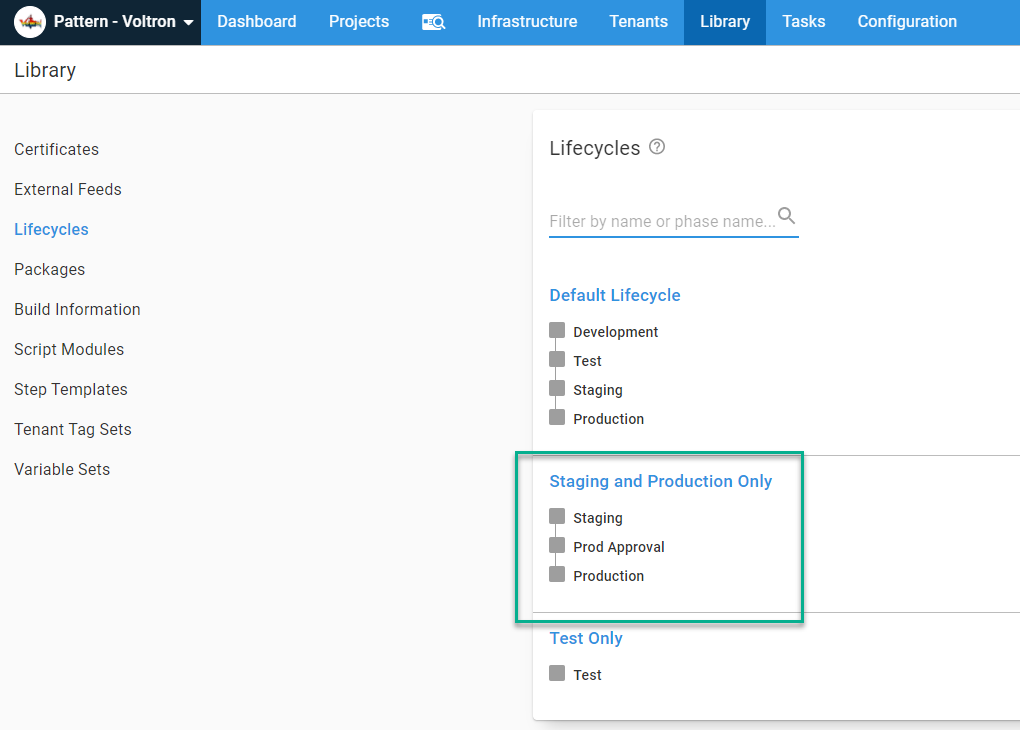 Pattern - Voltron Dashboard Projects Infrastructure Tenants Library Tasks Configuration
Library
Certificates
External Feeds
Lifecycles
Packages
Build Information
Script Modules
Step Templates
Tenant Tag Sets
Variable Sets
Lifecycles ?
Filter by name or phase name...
Default Lifecycle
Development
Test
Staging
Production
Staging and Production Only
Staging
Prod Approval
Production
Test Only
Test